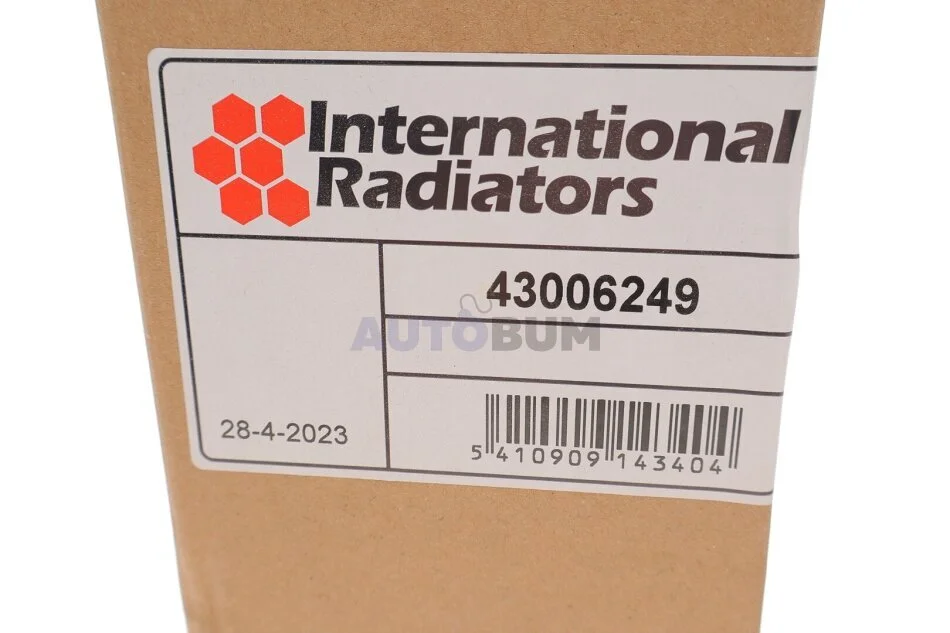 International
Radiators
43006249
AUTOBUM
28-4-2023
5 410909 143404